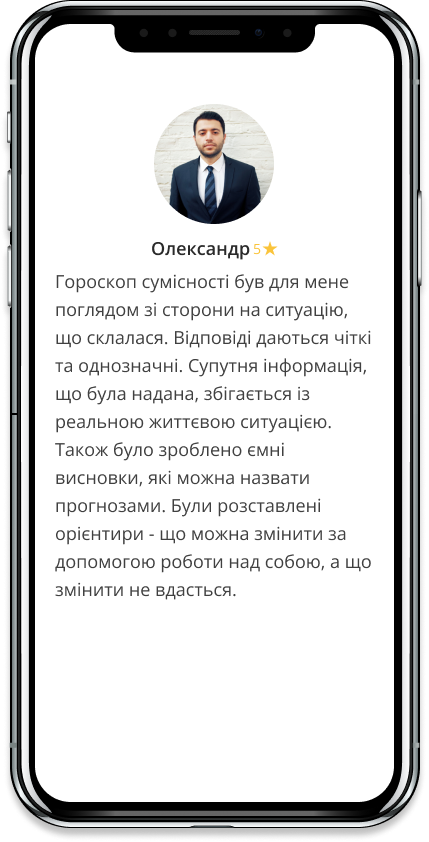 Олександр 5★
Гороскоп сумісності був для мене
поглядом зі сторони на ситуацію,
що склалася. Відповіді даються чіткі
та однозначні. Супутня інформація,
що була надана, збігається із
реальною життєвою ситуацією.
Також було зроблено ємні
висновки, які можна назвати
прогнозами. Були розставлені
орієнтири - що можна змінити за
допомогою роботи над собою, а що
змінити не вдасться.